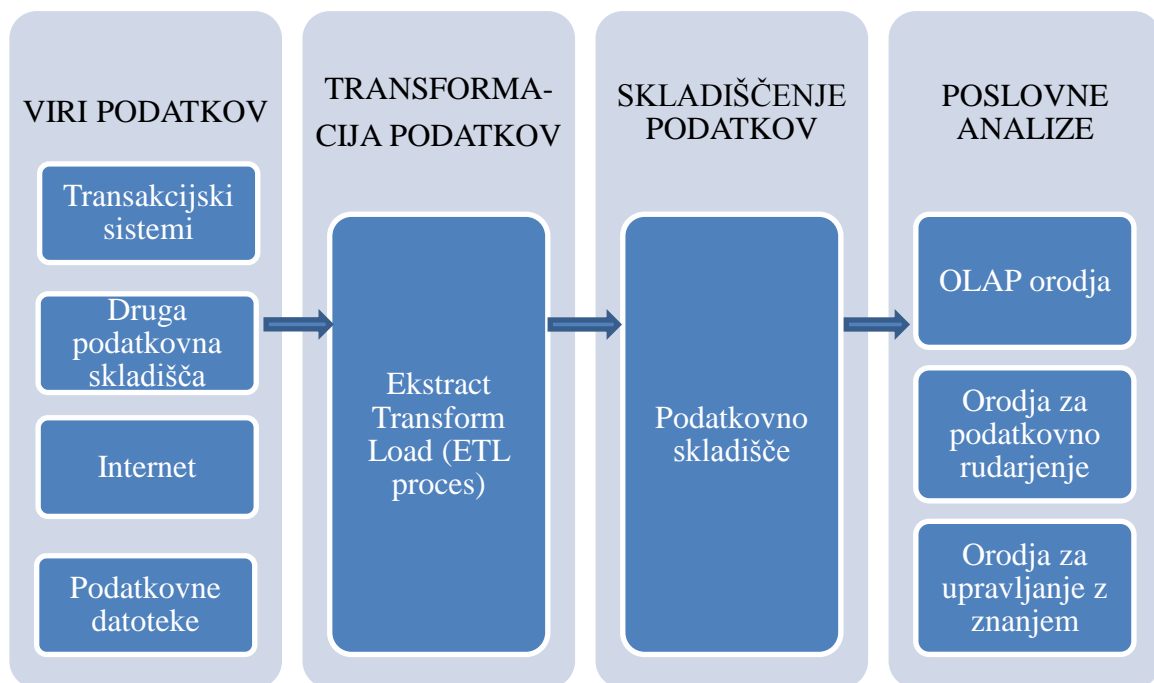 VIRI PODATKOV
Transakcijski
sistemi
Druga
podatkovna
skladišča
Internet
Podatkovne
datoteke
TRANSFORMA-
CIJA PODATKOV
Ekstract
Transform
Load (ETL
proces)
SKLADIŠČENJE
PODATKOV
Podatkovno
skladišče
POSLOVNE
ANALIZE
OLAP orodja
Orodja za
podatkovno
rudarjenje
Orodja za
upravljanje z
znanjem